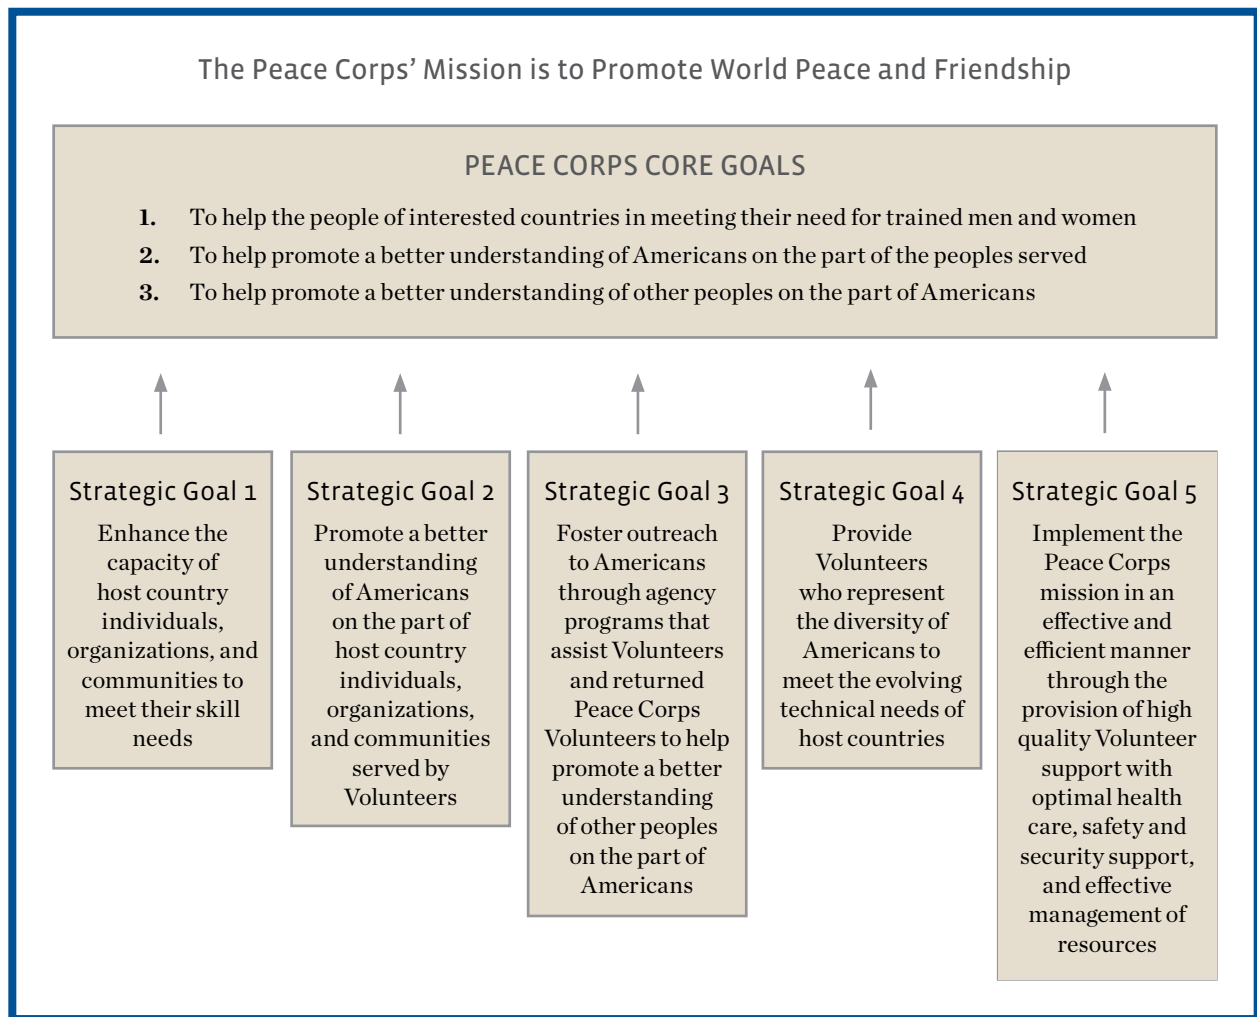 The Peace Corps’ Mission is to Promote World Peace and Friendship
PEACE CORPS CORE GOALS
1. To help the people of interested countries in meeting their need for trained men and women
2. To help promote a better understanding of Americans on the part of the peoples served
3. To help promote a better understanding of other peoples on the part of Americans
Strategic Goal 1
Enhance the
capacity of
host country
individuals,
organizations, and
communities to
meet their skill
needs
Strategic Goal 2
Promote a better
understanding
of Americans
on the part of
host country
individuals,
organizations,
and communities
served by
Volunteers
Strategic Goal 3
Foster outreach
to Americans
through agency
programs that
assist Volunteers
and returned
Peace Corps
Volunteers to help
promote a better
understanding
of other peoples
on the part of
Americans
Strategic Goal 4
Provide
Volunteers
who represent
the diversity of
Americans to
meet the evolving
technical needs of
host countries
Strategic Goal 5
Implement the
Peace Corps
mission in an
effective and
efficient manner
through the
provision of high
quality Volunteer
support with
optimal health
care, safety and
security support,
and effective
management of
resources